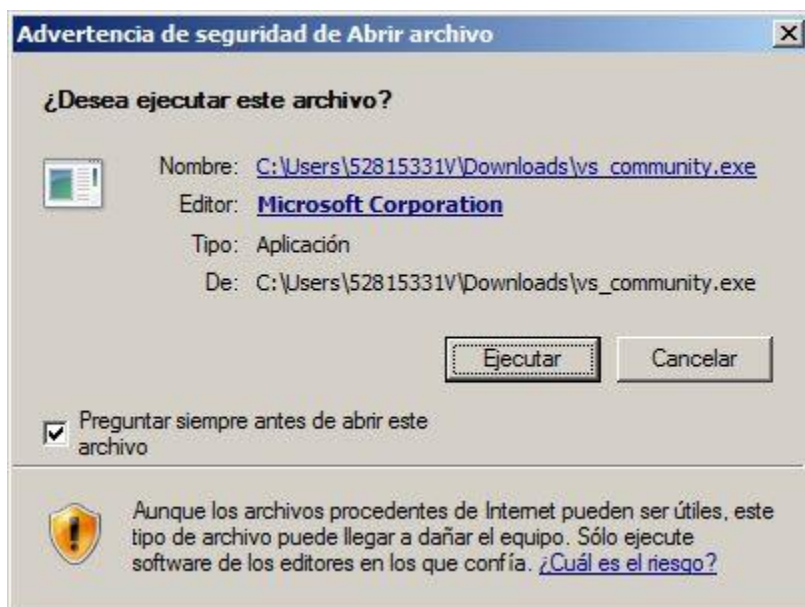 Advertencia de seguridad de Abrir archivo
¿Desea ejecutar este archivo?
Nombre: C:\Users\52815331V\Downloads\vs_community.exe
Editor: Microsoft Corporation
Tipo: Aplicación
De: C:\Users\52815331V\Downloads\vs_community.exe
Ejecutar Cancelar
Preguntar siempre antes de abrir este
archivo
Aunque los archivos procedentes de Internet pueden ser útiles, este
tipo de archivo puede llegar a dañar el equipo. Sólo ejecute
software de los editores en los que confía. ¿Cuál es el riesgo?